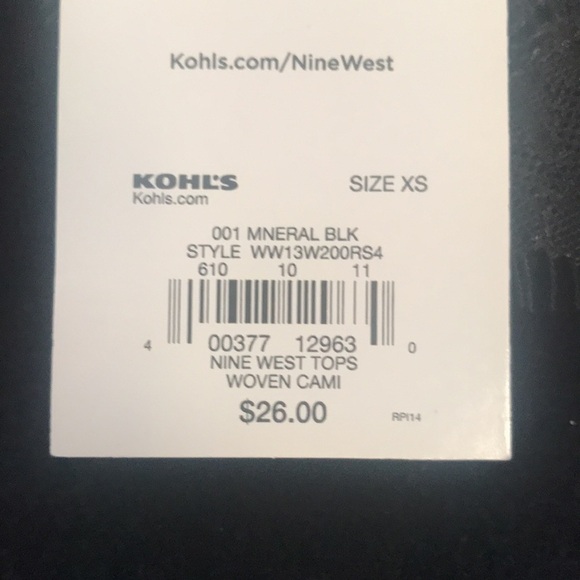 Kohls.com/NineWest
KOHL'S SIZE XS
Kohls.com
001 MNERAL BLK
STYLE WW13W200RS4
610 10 11
4 00377 12963 0
NINE WEST TOPS
WOVEN CAMI
$26.00 RPI14